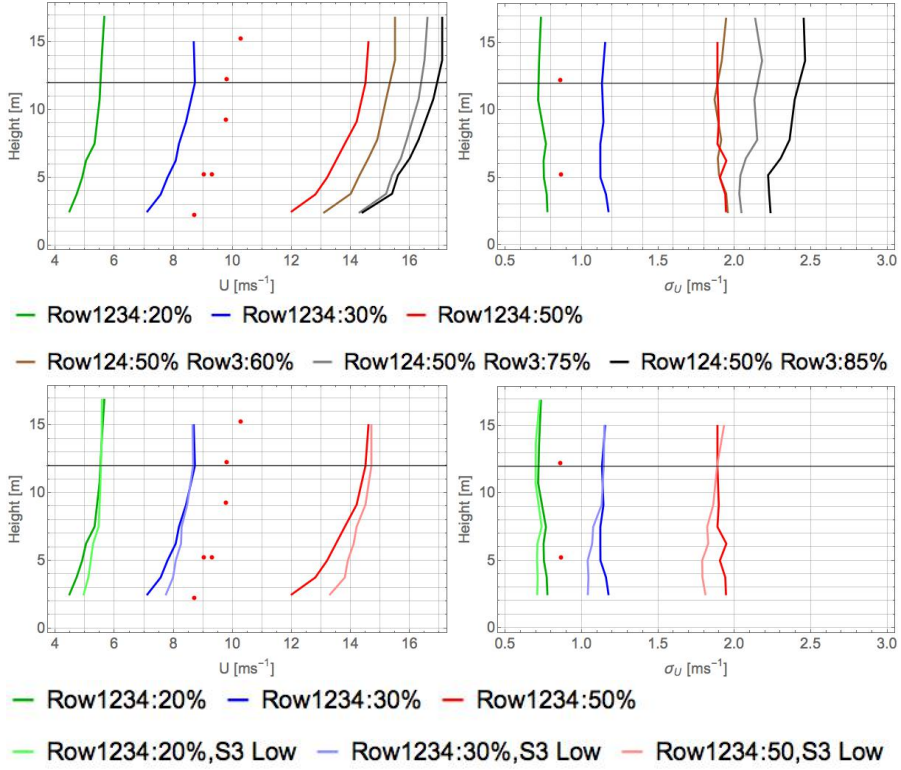 15
10
5
0
Height [m]
4 6 8 10 12 14 16
U [ms⁻¹]
15
10
5
0
Height [m]
0.5 1.0 1.5 2.0 2.5 3.0
σU [ms⁻¹]
Row1234:20% Row1234:30% Row1234:50%
Row124:50% Row3:60% Row124:50% Row3:75% Row124:50% Row3:85%
15
10
5
0
Height [m]
4 6 8 10 12 14 16
U [ms⁻¹]
15
10
5
0
Height [m]
0.5 1.0 1.5 2.0 2.5 3.0
σU [ms⁻¹]
Row1234:20% Row1234:30% Row1234:50%
Row1234:20%,S3 Low Row1234:30%,S3 Low Row1234:50,S3 Low